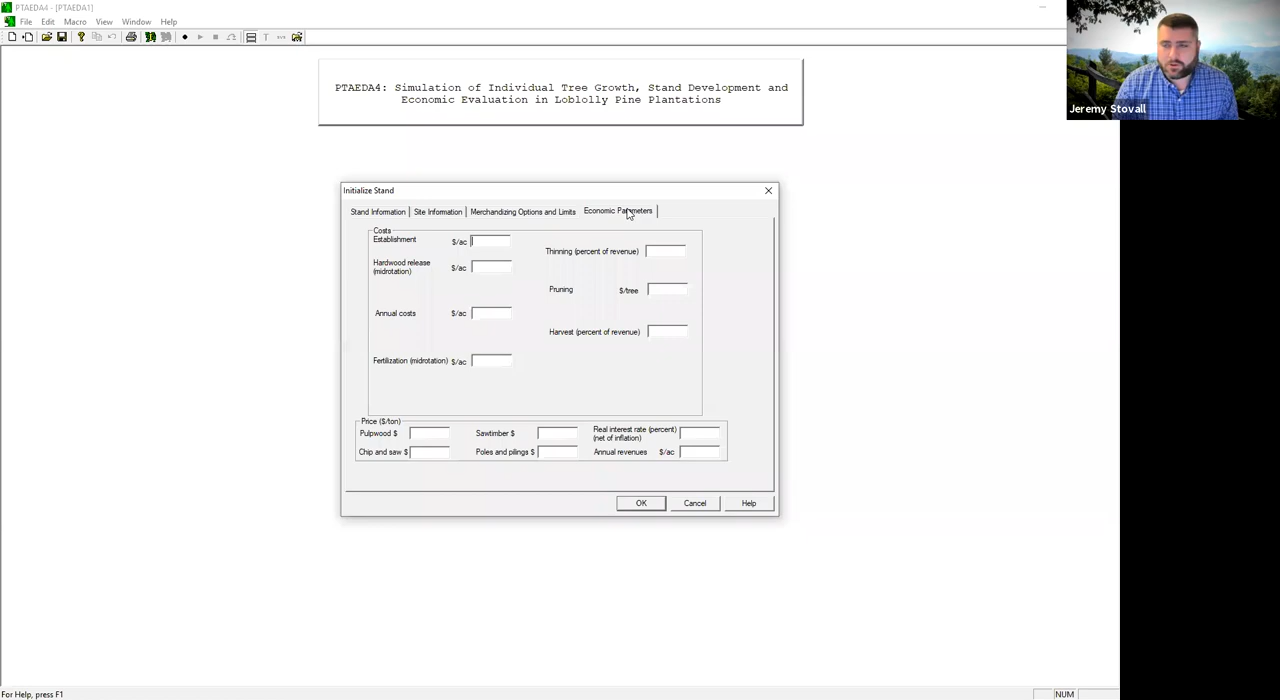 PTAEDA4 - [PTAEDA1]
File Edit Macro View Window Help
PTAEDA4: Simulation of Individual Tree Growth, Stand Development and
Economic Evaluation in Loblolly Pine Plantations
Jeremy Stovall
Initialize Stand
Stand Information Site Information Merchandizing Options and Limits Economic Parameters
Costs
Establishment $/ac
Thinning (percent of revenue)
Hardwood release
(midrotation) $/ac
Pruning $/tree
Annual costs $/ac
Harvest (percent of revenue)
Fertilization (midrotation) $/ac
Price ($/ton)
Pulpwood $ Sawtimber $ Real interest rate (percent)
(net of inflation)
Chip and saw $ Poles and pilings $ Annual revenues $/ac
OK Cancel Help
For Help, press F1
NUM